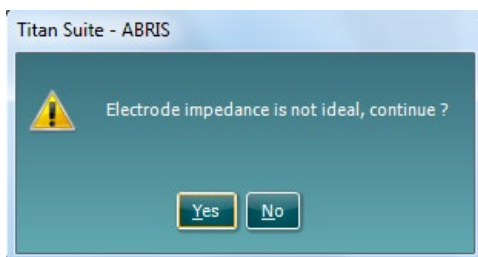 Titan Suite - ABRIS
Electrode impedance is not ideal, continue ?
Yes No